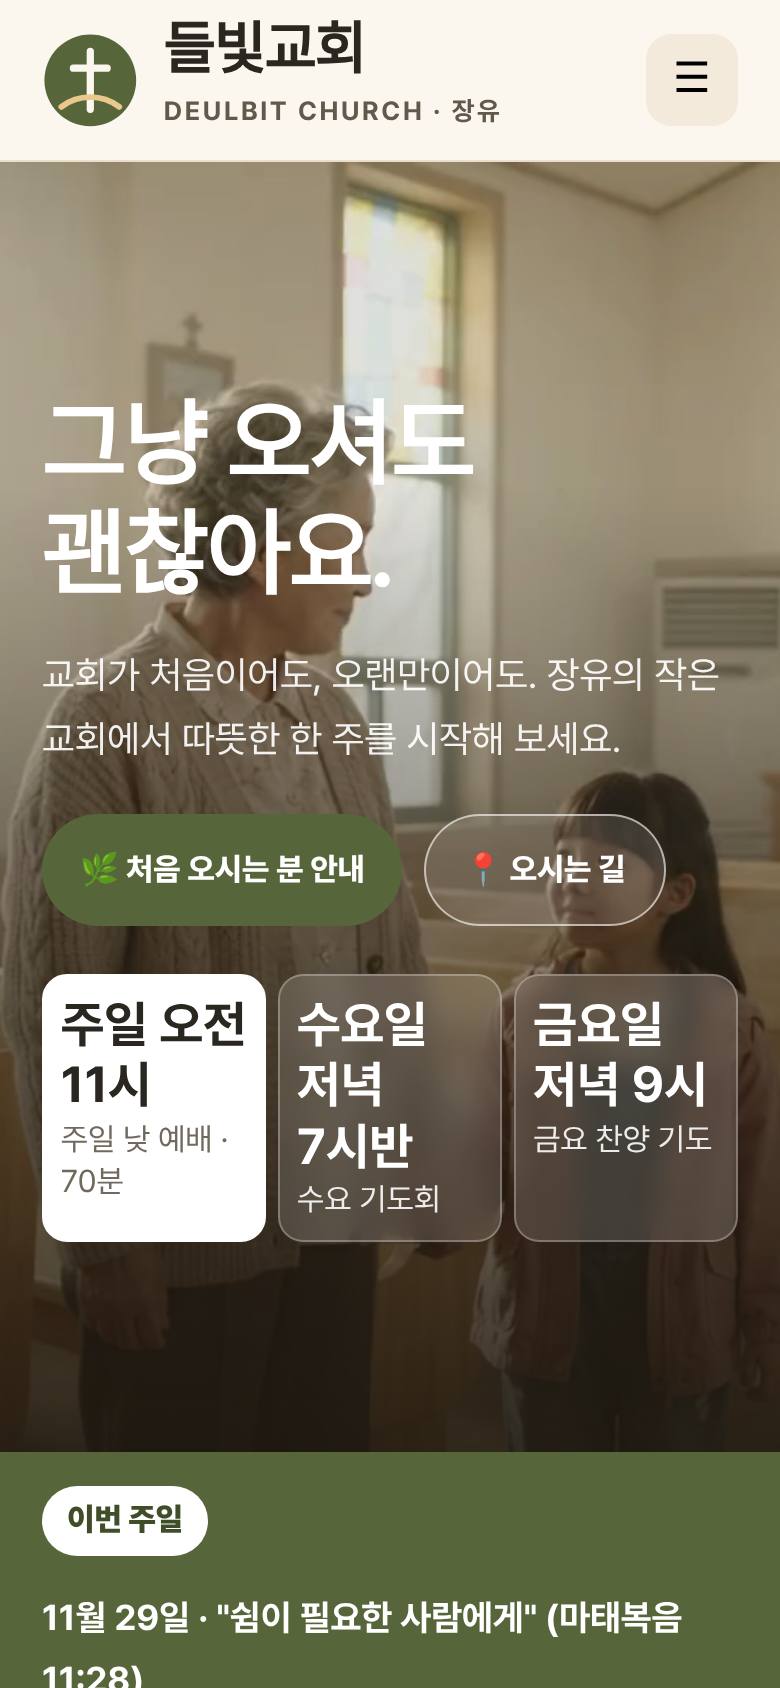 들빛교회
DEULBIT CHURCH · 장유
그냥 오셔도
괜찮아요.
교회가 처음이어도, 오랜만이어도. 장유의 작은
교회에서 따뜻한 한 주를 시작해 보세요.
🌿 처음 오시는 분 안내
📍 오시는 길
주일 오전
11시
주일 낮 예배 ·
70분
수요일
저녁
7시반
수요 기도회
금요일
저녁 9시
금요 찬양 기도
이번 주일
11월 29일 · "쉼이 필요한 사람에게" (마태복음
11:28)